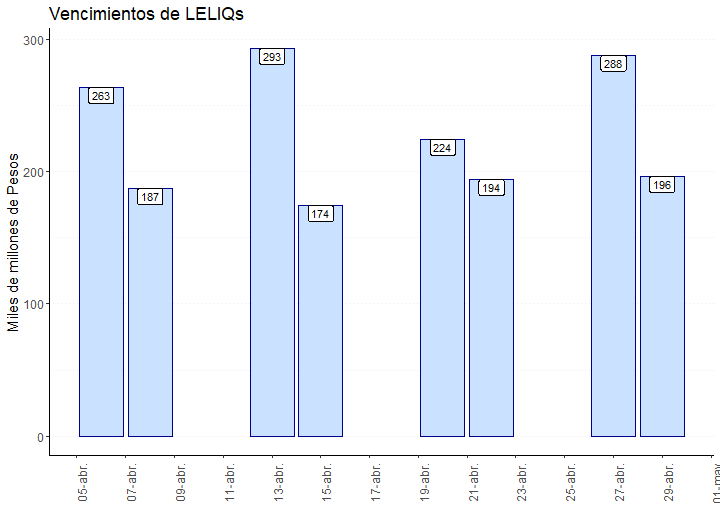 Vencimientos de LELIQs
Miles de millones de Pesos
300
200
100
0
263
187
293
174
224
194
288
196
05-abr.
07-abr.
09-abr.
11-abr.
13-abr.
15-abr.
17-abr.
19-abr.
21-abr.
23-abr.
25-abr.
27-abr.
29-abr.
01-may